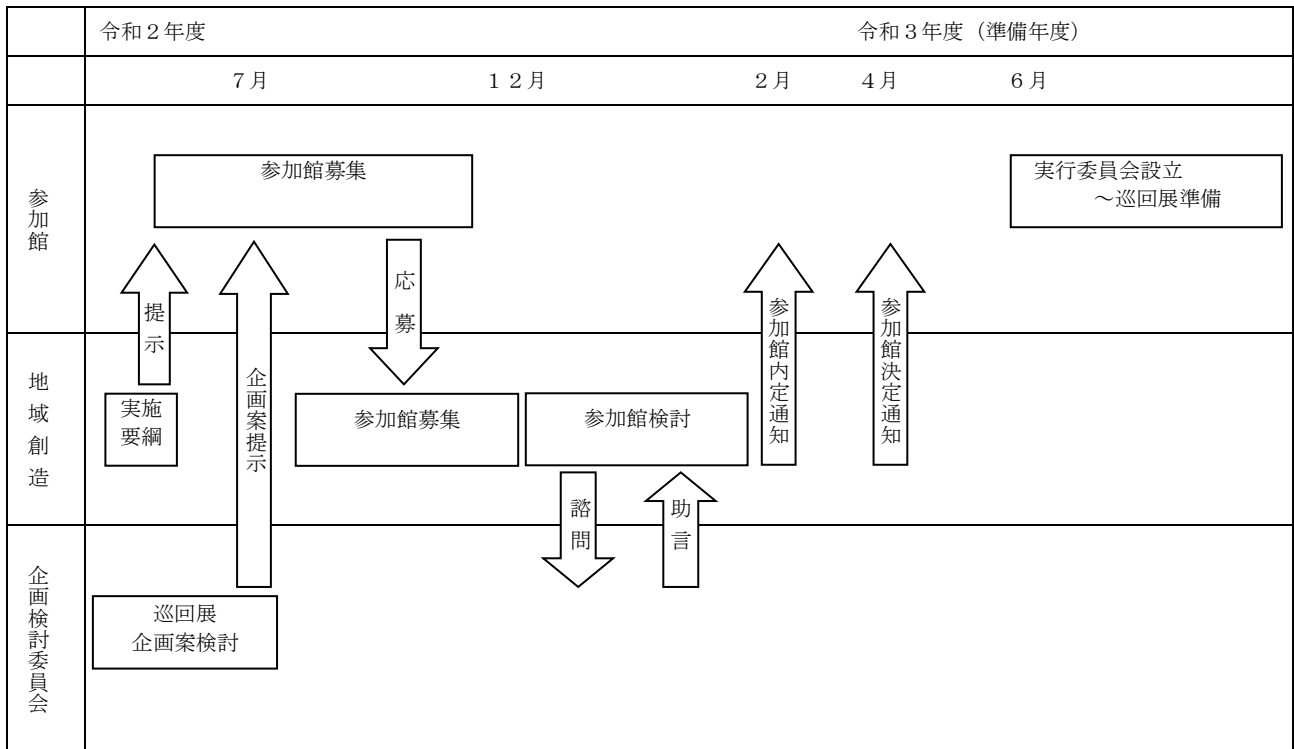 令和２年度
令和３年度（準備年度）
７月
１２月
２月
４月
６月
参加館
参加館募集
実行委員会設立
～巡回展準備
提示
企画案提示
応募
参加館内定通知
参加館決定通知
地域創造
実施
要綱
参加館募集
参加館検討
諮問
助言
企画検討委員会
巡回展
企画案検討